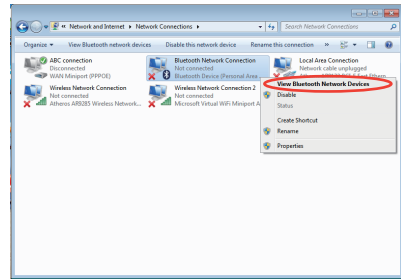 « Network and Internet ▸ Network Connections ▸
Search Network Connections
Organize ▾ View Bluetooth network devices Disable this network device Rename this connection »
ABC connection
Disconnected
WAN Miniport (PPPOE)
Bluetooth Network Connection
Not connected
Bluetooth Device (Personal Area...
Local Area Connection
Network cable unplugged
Wireless Network Connection
Not connected
Atheros AR9285 Wireless Network...
Wireless Network Connection 2
Not connected
Microsoft Virtual WiFi Miniport A
View Bluetooth Network Devices
Disable
Status
Create Shortcut
Rename
Properties